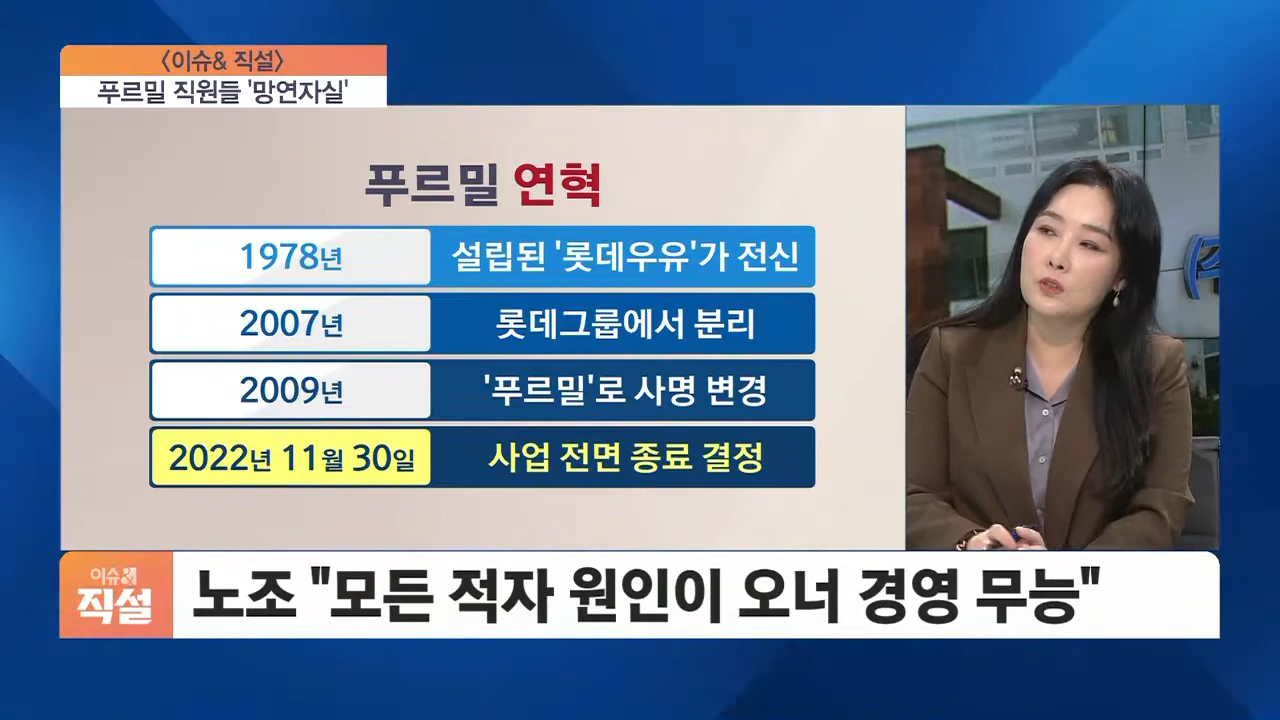 <이슈& 직설>
푸르밀 직원들 '망연자실'
푸르밀 연혁
1978년 설립된 '롯데우유'가 전신
2007년 롯데그룹에서 분리
2009년 '푸르밀'로 사명 변경
2022년 11월 30일 사업 전면 종료 결정
이슈&
직설
노조 "모든 적자 원인이 오너 경영 무능"